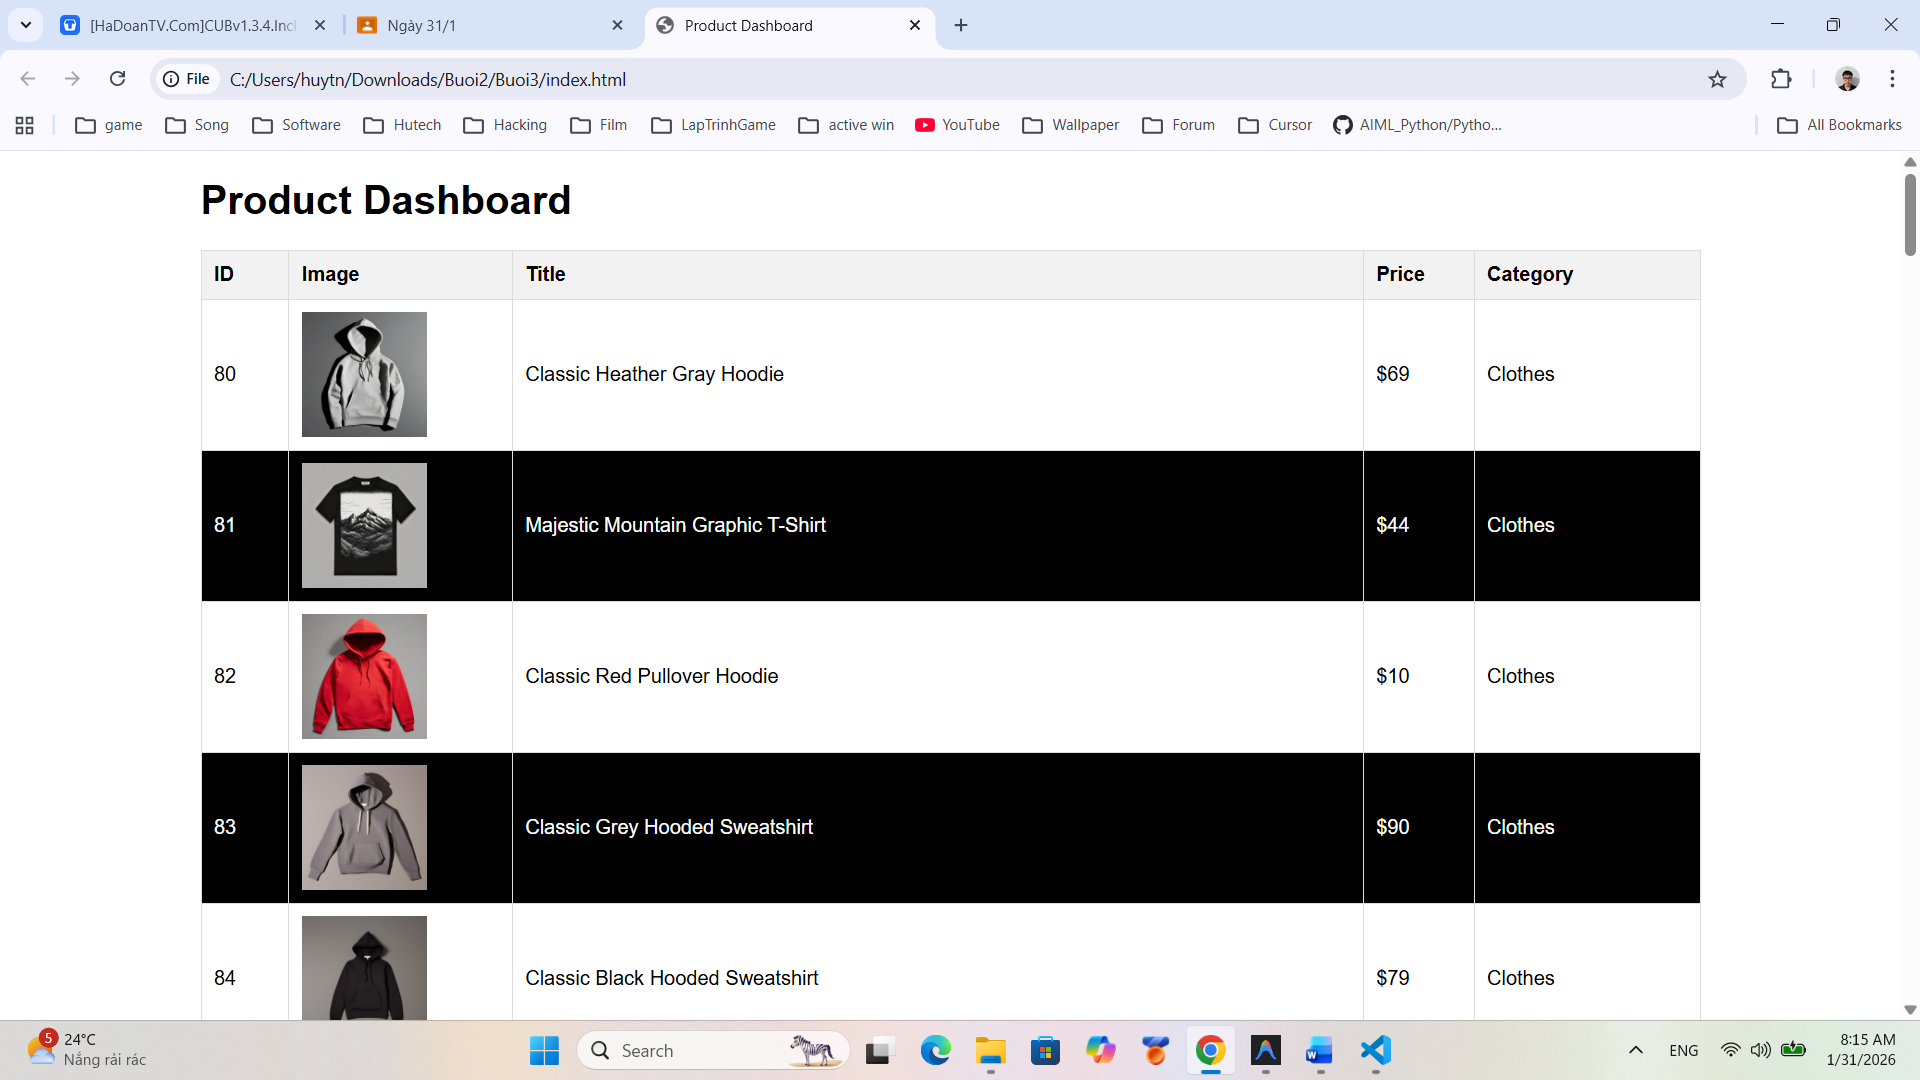 [HaDoanTV.Com]CUBv1.3.4.Incl
Ngày 31/1
Product Dashboard
File
C:/Users/huytn/Downloads/Buoi2/Buoi3/index.html
game
Song
Software
Hutech
Hacking
Film
LapTrinhGame
active win
YouTube
Wallpaper
Forum
Cursor
AIML_Python/Pytho...
All Bookmarks
Product Dashboard
ID Image Title Price Category
80 Classic Heather Gray Hoodie $69 Clothes
81 Majestic Mountain Graphic T-Shirt $44 Clothes
82 Classic Red Pullover Hoodie $10 Clothes
83 Classic Grey Hooded Sweatshirt $90 Clothes
84 Classic Black Hooded Sweatshirt $79 Clothes
5
24°C
Nắng rải rác
Search
W
ENG
8:15 AM
1/31/2026